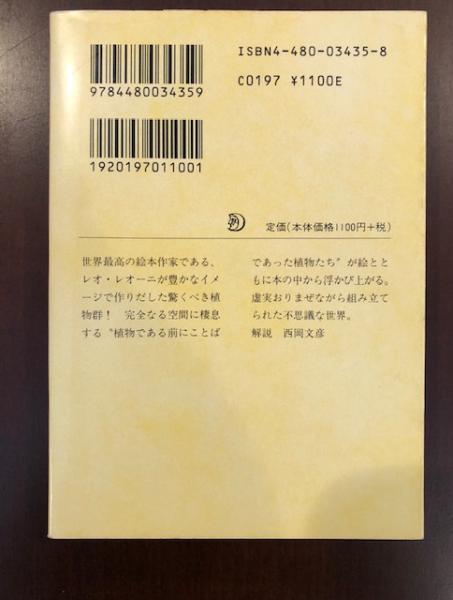 ISBN4-480-03435-8
9784480034359
C0197 ¥1100E
1920197011001
定価(本体価格1100円+税)
世界最高の絵本作家である、
レオ・レオーニが豊かなイメ
ージで作りだした驚くべき植
物群! 完全なる空間に棲息
する〝植物である前にことば
であった植物たち〟が絵とと
もに本の中から浮かび上がる。
虚実おりまぜながら組み立て
られた不思議な世界。
解説 西岡文彦